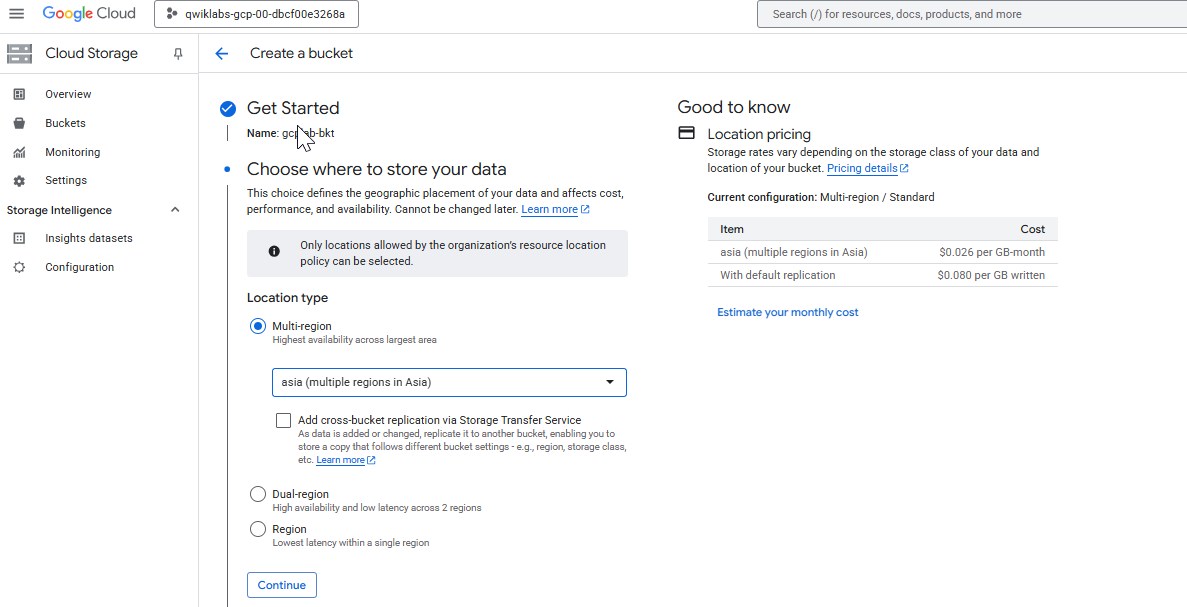 Google Cloud
qwiklabs-gcp-00-dbcf00e3268a
Search (/) for resources, docs, products, and more
Cloud Storage
Create a bucket
Overview
Buckets
Monitoring
Settings
Storage Intelligence
Insights datasets
Configuration
Get Started
Name:
Choose where to store your data
This choice defines the geographic placement of your data and affects cost,
performance, and availability. Cannot be changed later. Learn more
Only locations allowed by the organization's resource location
policy can be selected.
Location type
Multi-region
Highest availability across largest area
asia (multiple regions in Asia)
Add cross-bucket replication via Storage Transfer Service
As data is added or changed, replicate it to another bucket, enabling you to
store a copy that follows different bucket settings - e.g., region, storage class,
etc. Learn more
Dual-region
High availability and low latency across 2 regions
Region
Lowest latency within a single region
Continue
Good to know
Location pricing
Storage rates vary depending on the storage class of your data and
location of your bucket. Pricing details
Current configuration: Multi-region / Standard
Item Cost
asia (multiple regions in Asia) $0.026 per GB-month
With default replication $0.080 per GB written
Estimate your monthly cost